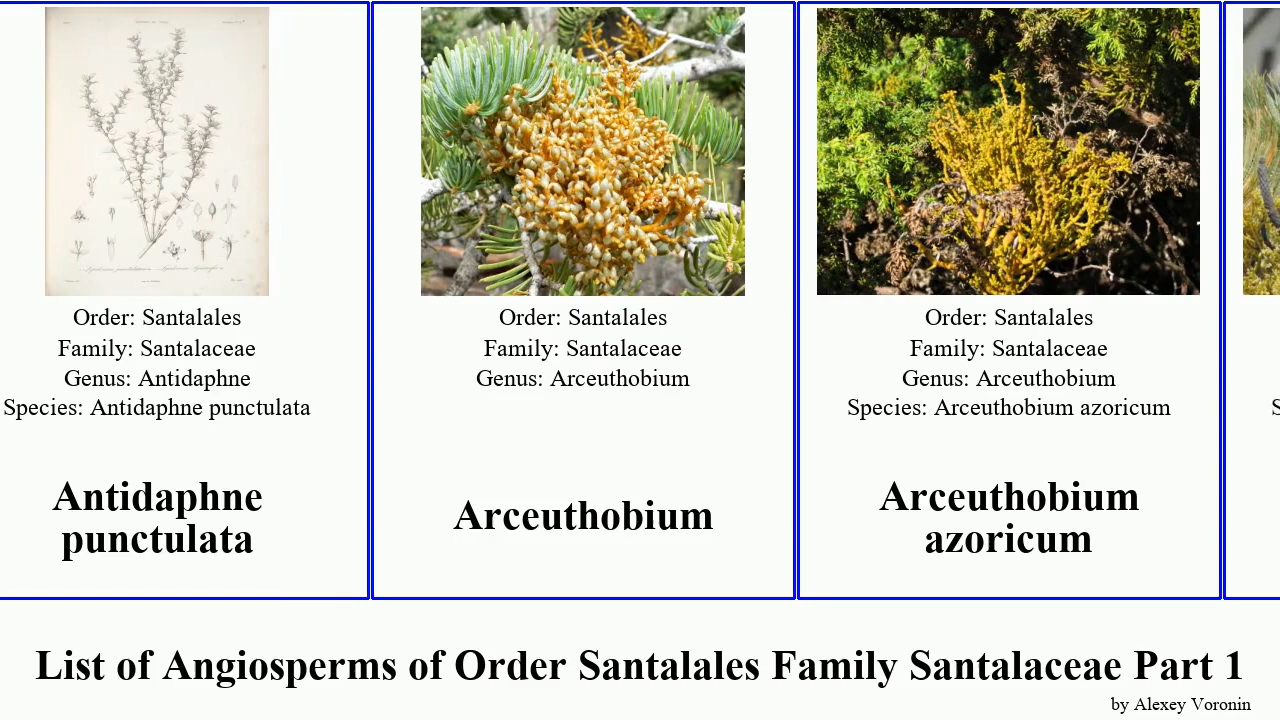 Order: Santalales
Family: Santalaceae
Genus: Antidaphne
Species: Antidaphne punctulata
Antidaphne
punctulata
Order: Santalales
Family: Santalaceae
Genus: Arceuthobium
Arceuthobium
Order: Santalales
Family: Santalaceae
Genus: Arceuthobium
Species: Arceuthobium azoricum
Arceuthobium
azoricum
S
List of Angiosperms of Order Santalales Family Santalaceae Part 1
by Alexey Voronin